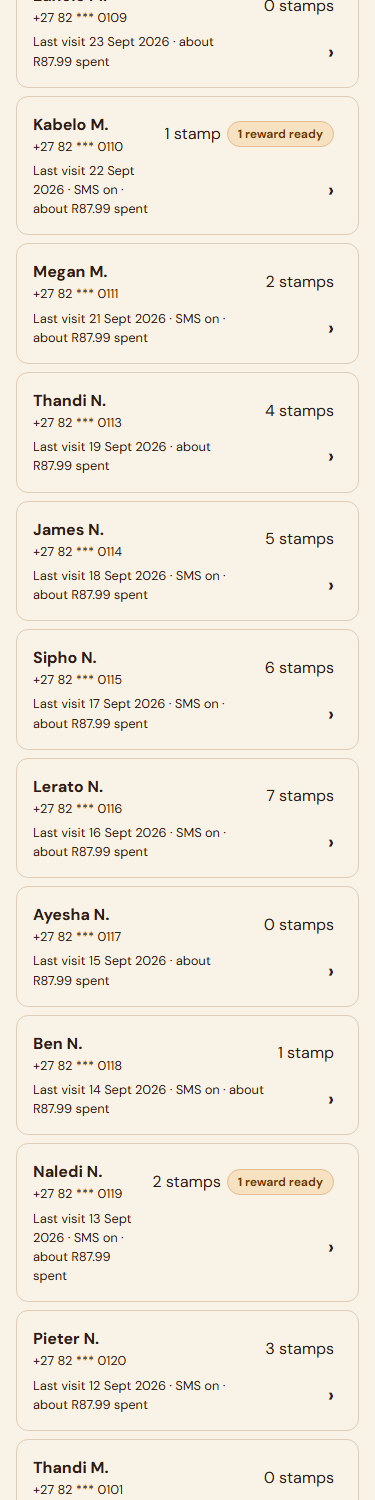 0 stamps
+27 82 *** 0109
Last visit 23 Sept 2026 · about
R87.99 spent
›
Kabelo M.
1 stamp 1 reward ready
+27 82 *** 0110
Last visit 22 Sept
2026 · SMS on ·
about R87.99 spent
›
Megan M.
2 stamps
+27 82 *** 0111
Last visit 21 Sept 2026 · SMS on ·
about R87.99 spent
›
Thandi N.
4 stamps
+27 82 *** 0113
Last visit 19 Sept 2026 · about
R87.99 spent
›
James N.
5 stamps
+27 82 *** 0114
Last visit 18 Sept 2026 · SMS on ·
about R87.99 spent
›
Sipho N.
6 stamps
+27 82 *** 0115
Last visit 17 Sept 2026 · SMS on ·
about R87.99 spent
›
Lerato N.
7 stamps
+27 82 *** 0116
Last visit 16 Sept 2026 · SMS on ·
about R87.99 spent
›
Ayesha N.
0 stamps
+27 82 *** 0117
Last visit 15 Sept 2026 · about
R87.99 spent
›
Ben N.
1 stamp
+27 82 *** 0118
Last visit 14 Sept 2026 · SMS on · about
R87.99 spent
›
Naledi N.
2 stamps 1 reward ready
+27 82 *** 0119
Last visit 13 Sept
2026 · SMS on ·
about R87.99
spent
›
Pieter N.
3 stamps
+27 82 *** 0120
Last visit 12 Sept 2026 · SMS on ·
about R87.99 spent
›
Thandi M.
0 stamps
+27 82 *** 0101